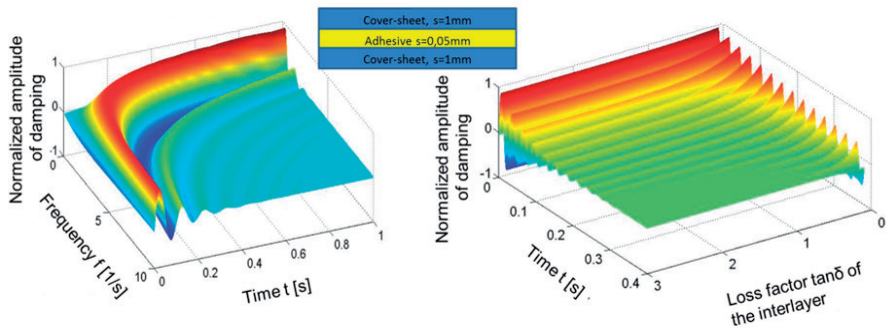 Cover-sheet, s=1mm
Adhesive s=0,05mm
Cover-sheet, s=1mm
Normalized amplitude
of damping
1
0
-1
0
5
10
Frequency f [1/s]
0
0.2
0.4
0.6
0.8
1
Time t [s]
Normalized amplitude
of damping
1
0
-1
0
0.1
0.2
0.3
0.4
Time t [s]
3
2
1
0
Loss factor tanδ of
the interlayer